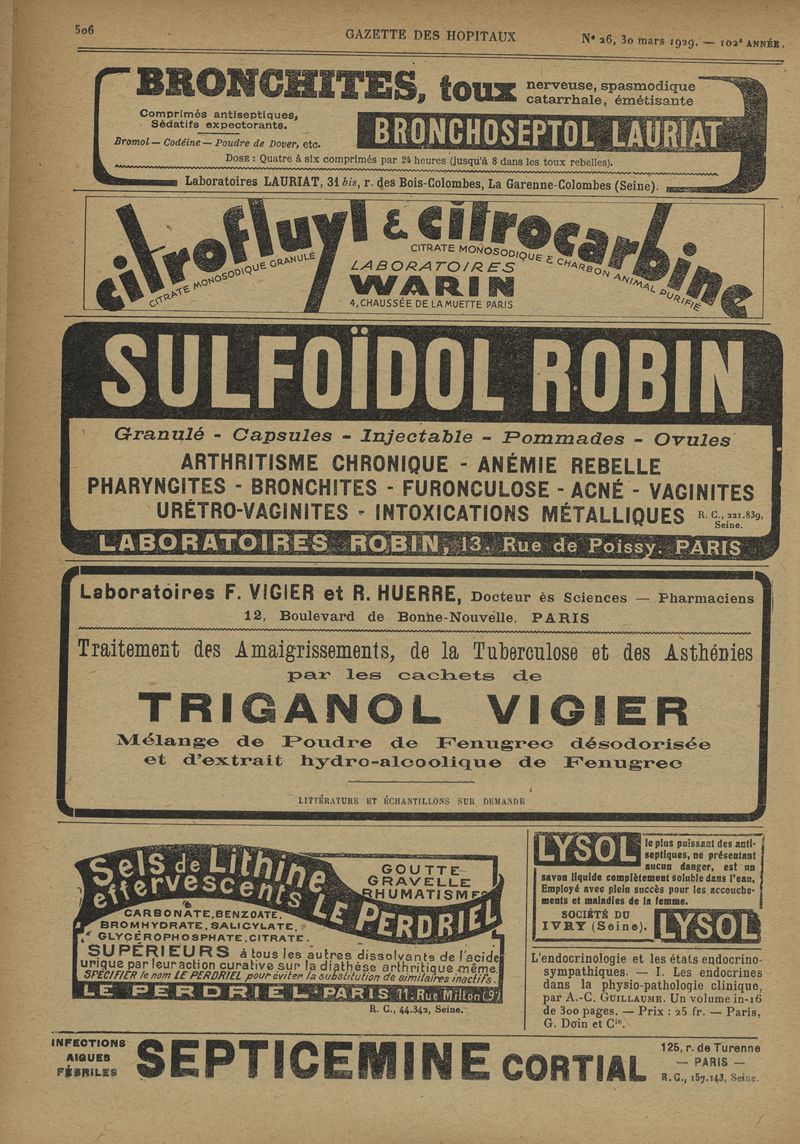 506
GAZETTE DES HOPITAUX
Nº 26, 30 mars 1929. — 102e ANNÉE.
BRONCHITES, toux nerveuse, spasmodique
catarrhale, émétisante
Comprimés antiseptiques,
Sédatifs expectorants.
Bromol — Codéine — Poudre de Dover, etc.
BRONCHOSEPTOL LAURIAT
DOSE : Quatre à six comprimés par 24 heures (jusqu'à 8 dans les toux rebelles).
Laboratoires LAURIAT, 31 bis, r. des Bois-Colombes, La Garenne-Colombes (Seine).
citrofluyl & citrocarbine
CITRATE MONOSODIQUE GRANULÉ
CITRATE MONOSODIQUE & CHARBON ANIMAL PURIFIÉ
LABORATOIRES
WARIN
4, CHAUSSÉE DE LA MUETTE PARIS
SULFOÏDOL ROBIN
Granulé - Capsules - Injectable - Pommades - Ovules
ARTHRITISME CHRONIQUE - ANÉMIE REBELLE
PHARYNGITES - BRONCHITES - FURONCULOSE - ACNÉ - VAGINITES
URÉTRO-VAGINITES - INTOXICATIONS MÉTALLIQUES
R. C., 221.839,
Seine.
LABORATOIRES ROBIN, 13, Rue de Poissy. PARIS
Laboratoires F. VIGIER et R. HUERRE, Docteur ès Sciences — Pharmaciens
12, Boulevard de Bonne-Nouvelle, PARIS
Traitement des Amaigrissements, de la Tuberculose et des Asthénies
par les cachets de
TRIGANOL VIGIER
Mélange de Poudre de Fenugrec désodorisée
et d'extrait hydro-alcoolique de Fenugrec
LITTÉRATURE ET ÉCHANTILLONS SUR DEMANDE
Sels de Lithine
effervescents LE PERDRIEL
GOUTTE
GRAVELLE
RHUMATISMES
CARBONATE, BENZOATE.
BROMHYDRATE, SALICYLATE,
GLYCÉROPHOSPHATE, CITRATE.
SUPÉRIEURS à tous les autres dissolvants de l'acide
urique par leur action curative sur la diathèse arthritique même.
SPÉCIFIER le nom LE PERDRIEL pour éviter la substitution de similaires inactifs.
LE PERDRIEL - PARIS 11, Rue Milton (9e)
R. C., 44.342, Seine.
LYSOL le plus puissant des anti-
septiques, ne présentant
aucun danger, est un
savon liquide complètement soluble dans l'eau.
Employé avec plein succès pour les accouche-
ments et maladies de la femme.
SOCIÉTÉ DU
IVRY (Seine). LYSOL
L'endocrinologie et les états endocrino-
sympathiques. — I. Les endocrines
dans la physio-pathologie clinique,
par A.-C. GUILLAUME. Un volume in-16
de 300 pages. — Prix : 25 fr. — Paris,
G. Doin et Cie.
INFECTIONS
AIGUES
FÉBRILES
SEPTICEMINE CORTIAL
125, r. de Turenne
— PARIS —
R. C., 157.143, Seine.